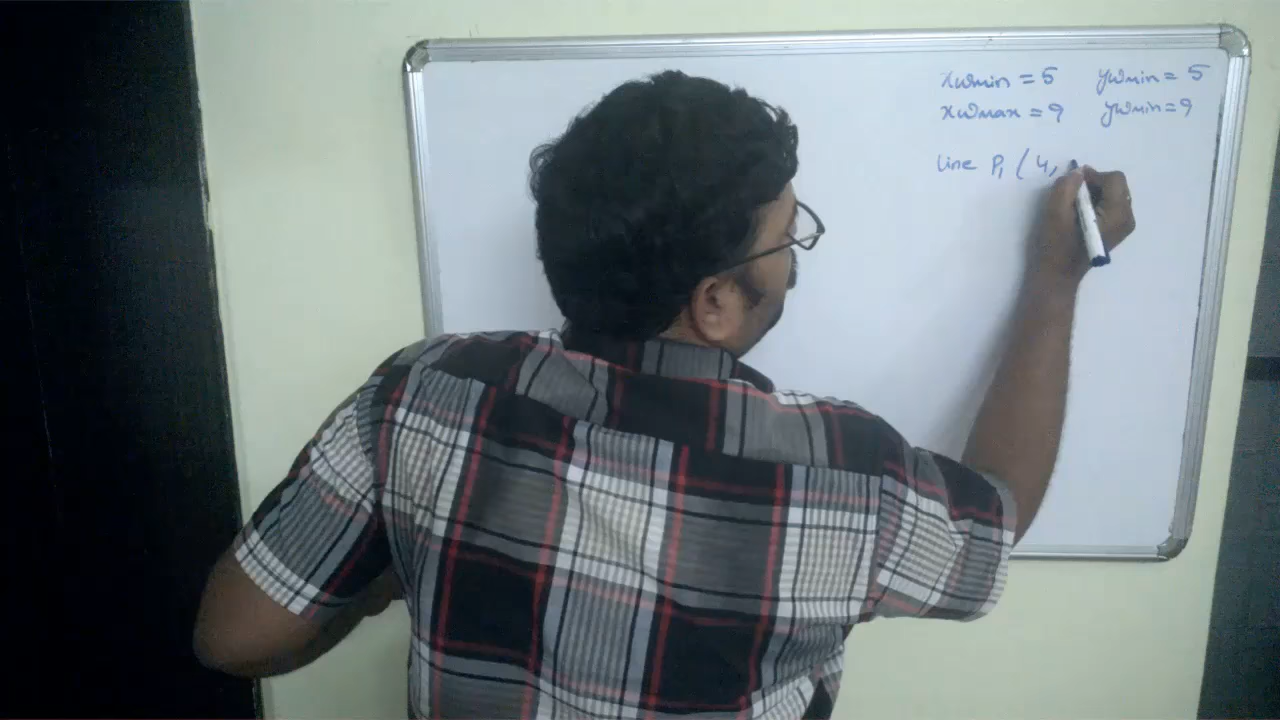 xwmin = 5 ywmin = 5
xwmax = 9 ywmin = 9
Line P₁ ( 4,